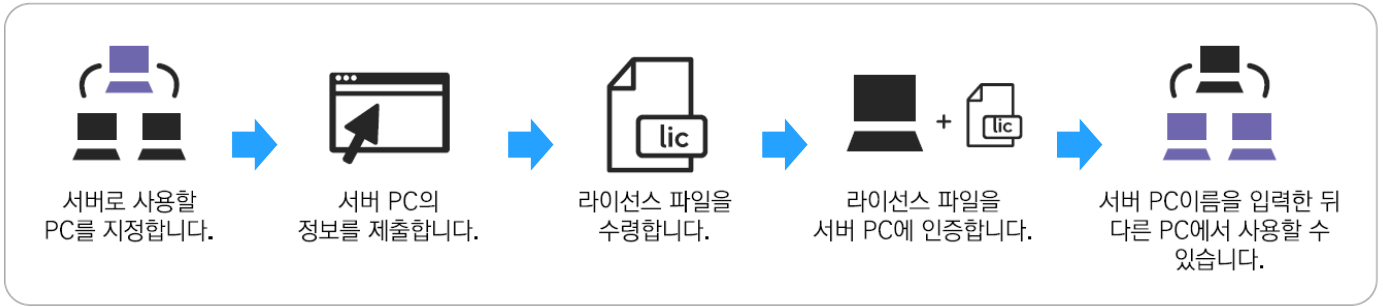 lic
lic
서버로 사용할
PC를 지정합니다.
서버 PC의
정보를 제출합니다.
라이선스 파일을
수령합니다.
라이선스 파일을
서버 PC에 인증합니다.
서버 PC이름을 입력한 뒤
다른 PC에서 사용할 수
있습니다.